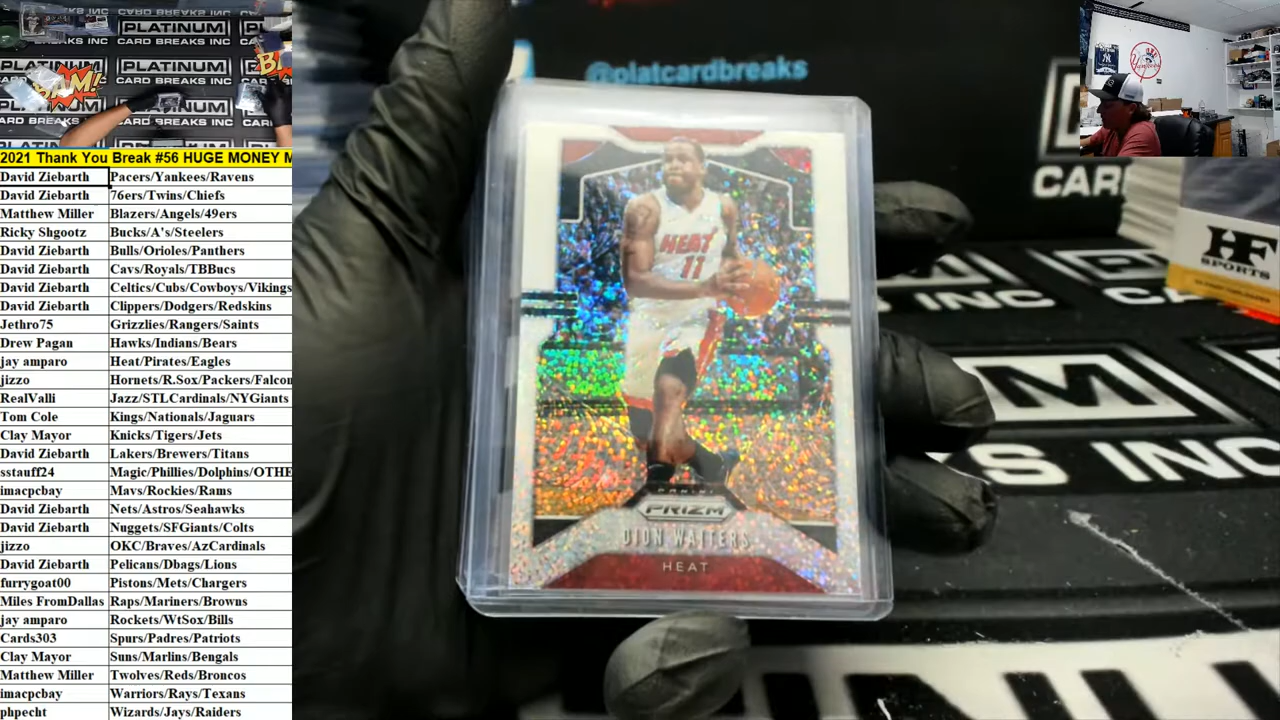 PLATINUM
CARD BREAKS INC
BAM!
2021 Thank You Break #56 HUGE MONEY M
David Ziebarth Pacers/Yankees/Ravens
David Ziebarth 76ers/Twins/Chiefs
Matthew Miller Blazers/Angels/49ers
Ricky Shgootz Bucks/A's/Steelers
David Ziebarth Bulls/Orioles/Panthers
David Ziebarth Cavs/Royals/TBBucs
David Ziebarth Celtics/Cubs/Cowboys/Vikings
David Ziebarth Clippers/Dodgers/Redskins
Jethro75 Grizzlies/Rangers/Saints
Drew Pagan Hawks/Indians/Bears
jay amparo Heat/Pirates/Eagles
jizzo Hornets/R.Sox/Packers/Falcon
RealValli Jazz/STLCardinals/NYGiants
Tom Cole Kings/Nationals/Jaguars
Clay Mayor Knicks/Tigers/Jets
David Ziebarth Lakers/Brewers/Titans
sstauff24 Magic/Phillies/Dolphins/OTHE
imacpcbay Mavs/Rockies/Rams
David Ziebarth Nets/Astros/Seahawks
David Ziebarth Nuggets/SFGiants/Colts
jizzo OKC/Braves/AzCardinals
David Ziebarth Pelicans/Dbags/Lions
furrygoat00 Pistons/Mets/Chargers
Miles FromDallas Raps/Mariners/Browns
jay amparo Rockets/WtSox/Bills
Cards303 Spurs/Padres/Patriots
Clay Mayor Suns/Marlins/Bengals
Matthew Miller Twolves/Reds/Broncos
imacpcbay Warriors/Rays/Texans
phpecht Wizards/Jays/Raiders
@platcardbreaks
HEAT
11
PANINI
PRIZM
DION WAITERS
HEAT
CAR
HF
SPORTS
INC
M
S INC
Yankees